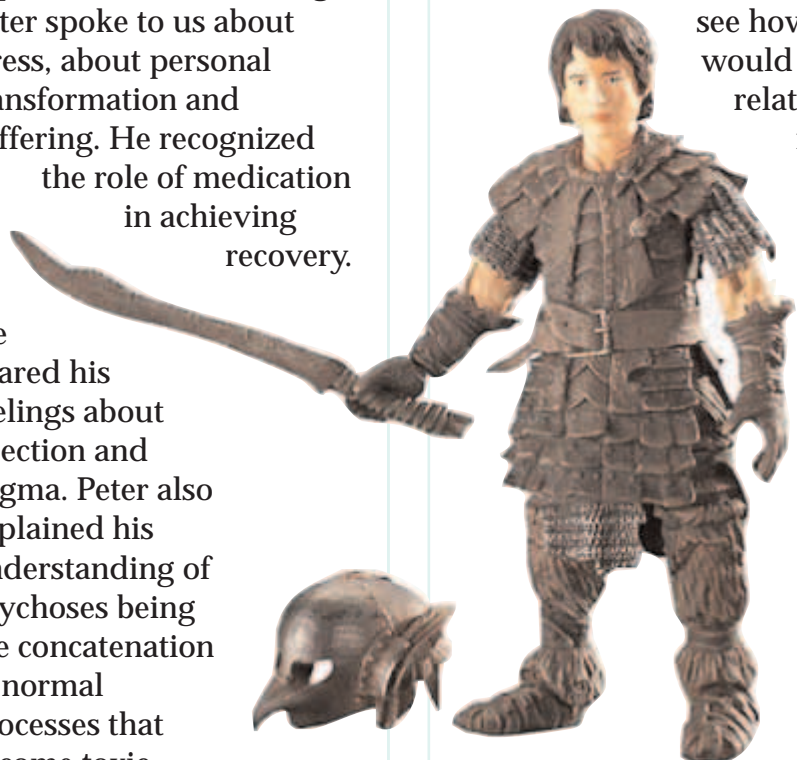 ter spoke to us about
ress, about personal
ansformation and
ffering. He recognized
the role of medication
in achieving
recovery.
e
ared his
elings about
ection and
gma. Peter also
plained his
nderstanding of
ychoses being
e concatenation
normal
ocesses that
see how
would
relat